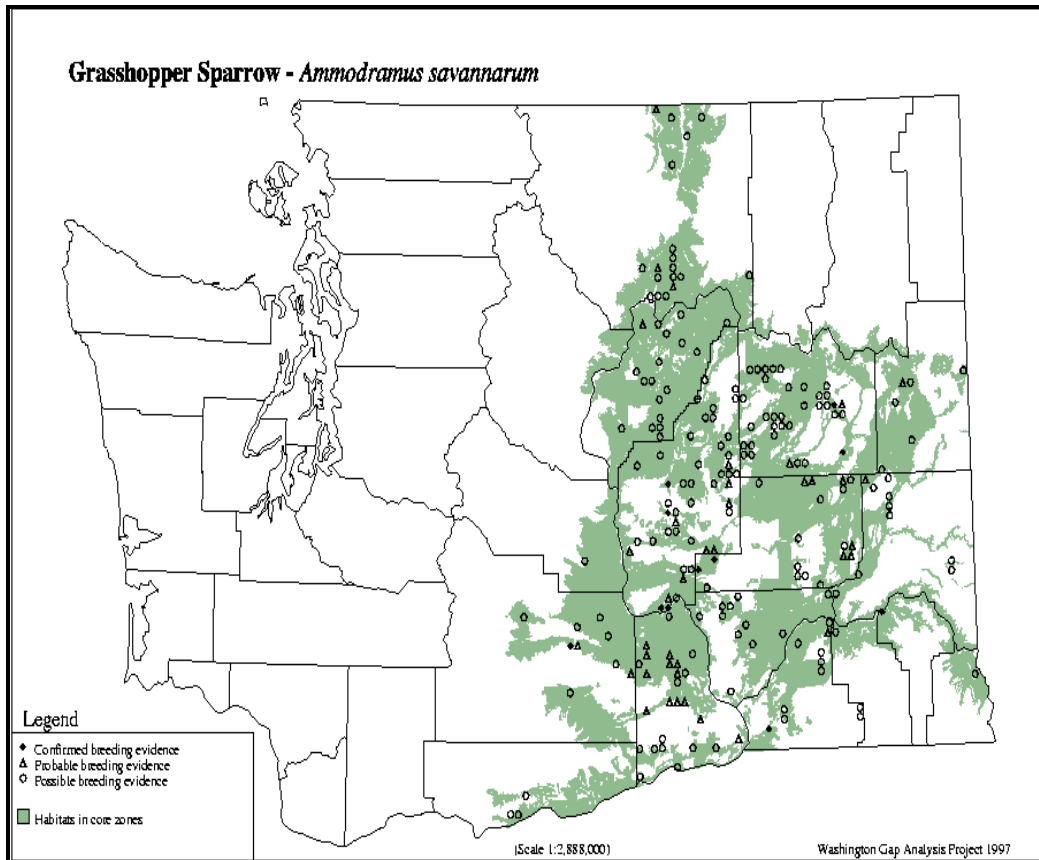 Grasshopper Sparrow - Ammodramus savannarum
Legend
Confirmed breeding evidence
Probable breeding evidence
Possible breeding evidence
Habitats in core zones
(Scale 1:2,888,000)
Washington Gap Analysis Project 1997